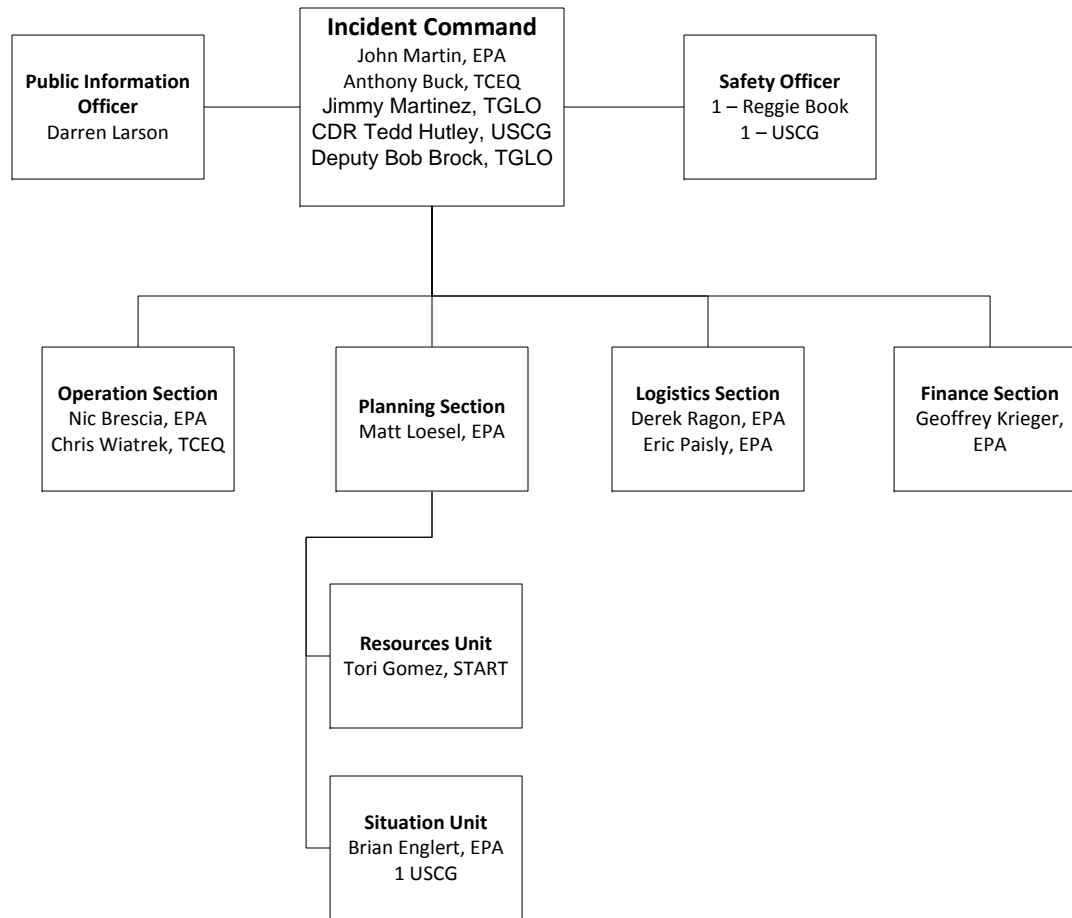 Incident Command
John Martin, EPA
Anthony Buck, TCEQ
Jimmy Martinez, TGLO
CDR Tedd Hutley, USCG
Deputy Bob Brock, TGLO
Public Information
Officer
Darren Larson
Safety Officer
1 – Reggie Book
1 – USCG
Operation Section
Nic Brescia, EPA
Chris Wiatrek, TCEQ
Planning Section
Matt Loesel, EPA
Logistics Section
Derek Ragon, EPA
Eric Paisly, EPA
Finance Section
Geoffrey Krieger,
EPA
Resources Unit
Tori Gomez, START
Situation Unit
Brian Englert, EPA
1 USCG